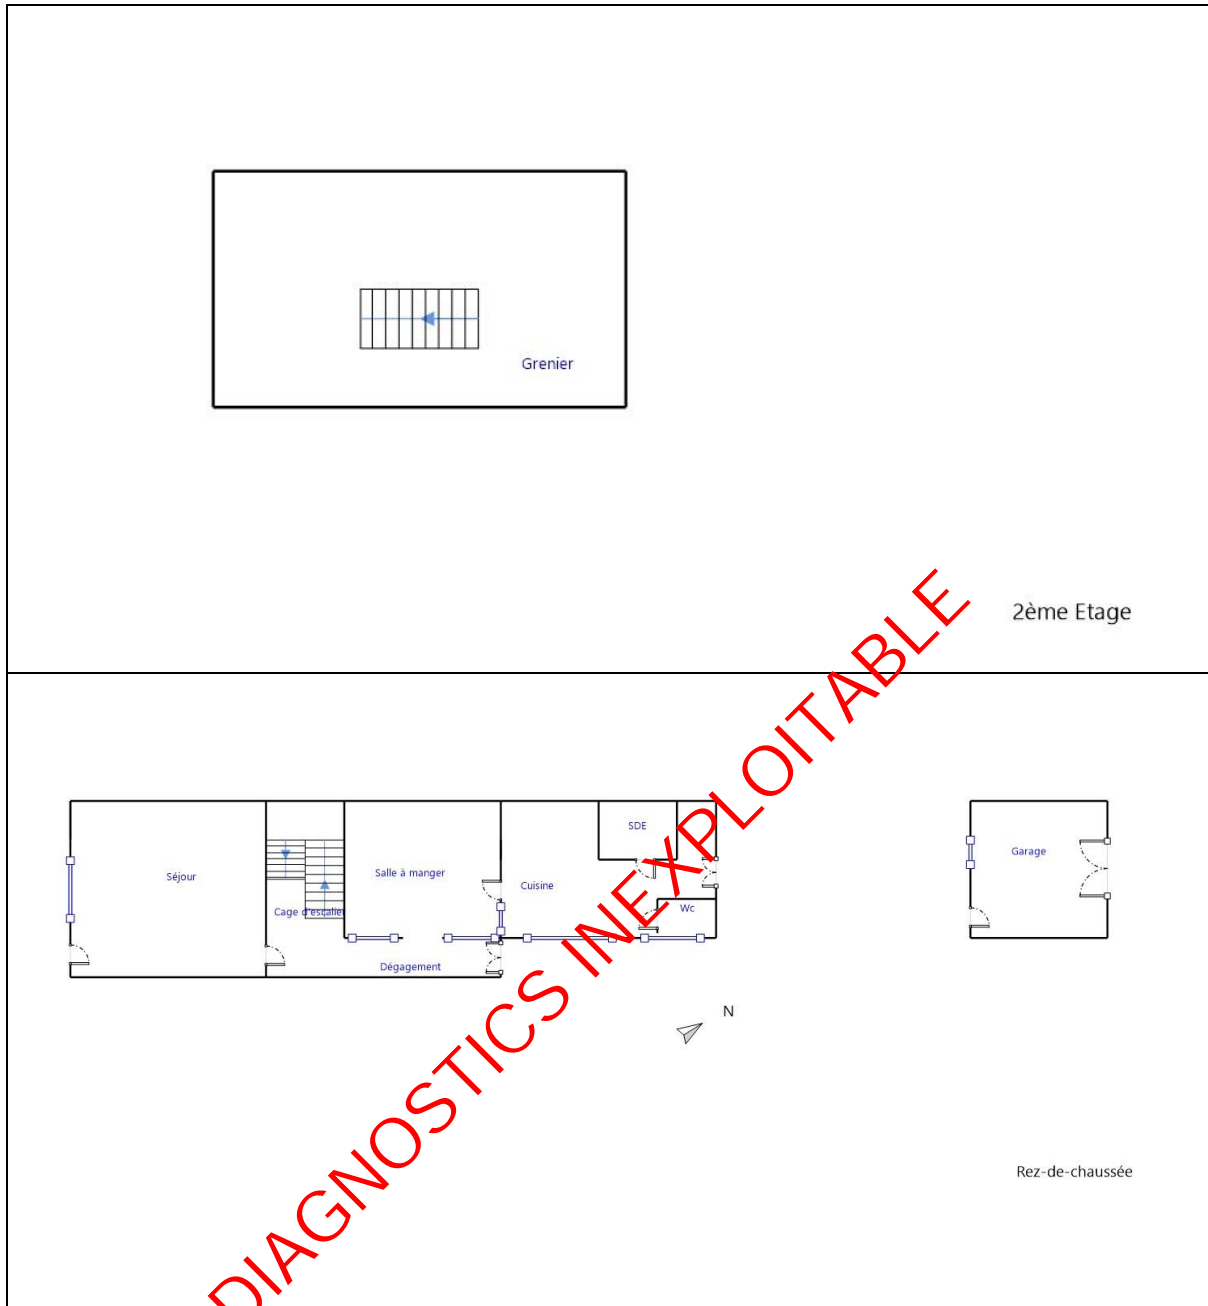 Grenier
2ème Etage
SDE
Séjour
Salle à manger
Cuisine
Garage
Cage d'escalier
Wc
Dégagement
N
Rez-de-chaussée
DIAGNOSTICS INEXPLOITABLE